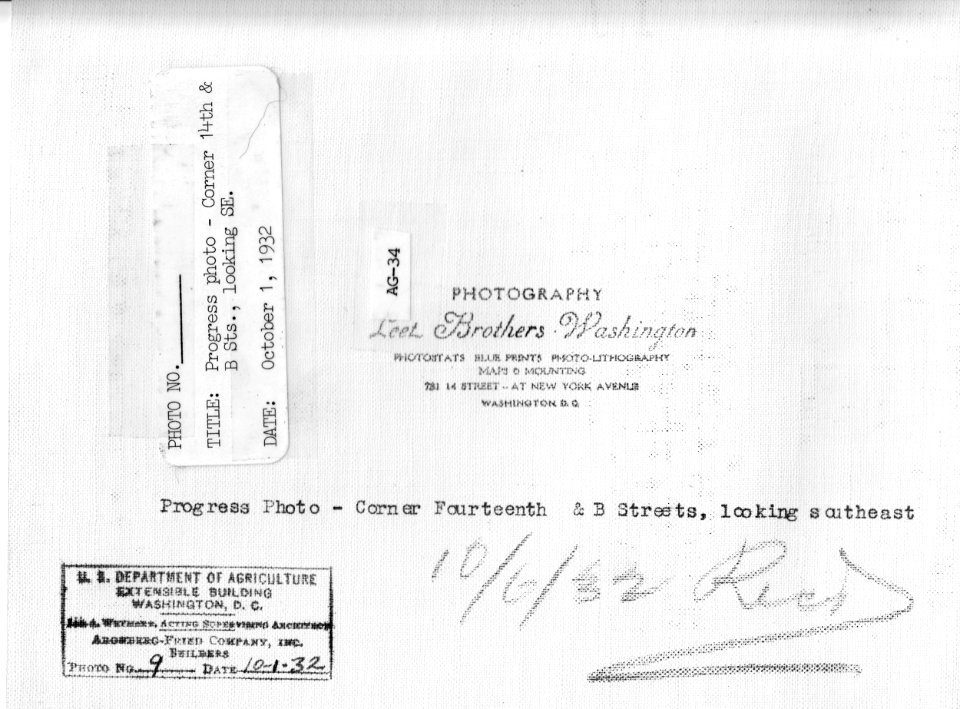 PHOTO NO.
TITLE: Progress photo - Corner 14th &
B Sts., looking SE.
DATE: October 1, 1932
AG-34
PHOTOGRAPHY
Leet Brothers · Washington
PHOTOSTATS BLUE PRINTS PHOTO-LITHOGRAPHY
MAPS & MOUNTING
721 14 STREET - AT NEW YORK AVENUE
WASHINGTON D. C.
Progress Photo - Corner Fourteenth & B Streets, looking southeast
10/6/32 Rec'd
U. S. DEPARTMENT OF AGRICULTURE
EXTENSIBLE BUILDING
WASHINGTON, D. C.
WETMORE, ACTING SUPERVISING ARCHITECT
ARONBERG-FRIED COMPANY, INC.
BUILDERS
PHOTO NO. 9 DATE 10-1-32